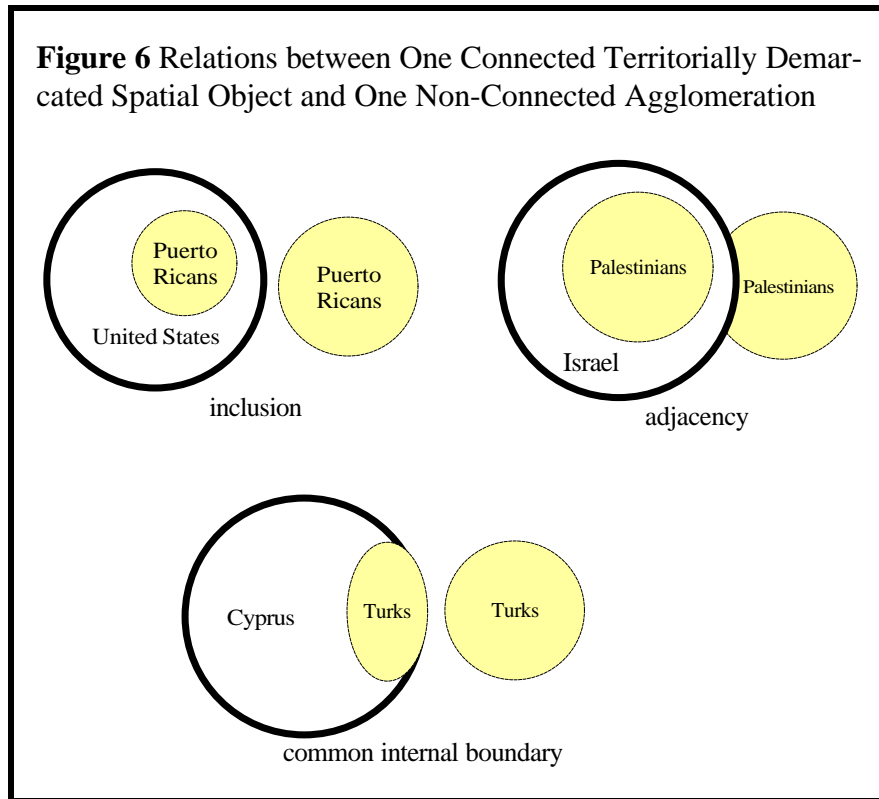 Figure 6 Relations between One Connected Territorially Demar-
cated Spatial Object and One Non-Connected Agglomeration
Puerto
Ricans
Puerto
Ricans
United States
inclusion
Palestinians
Palestinians
Israel
adjacency
Cyprus
Turks
Turks
common internal boundary